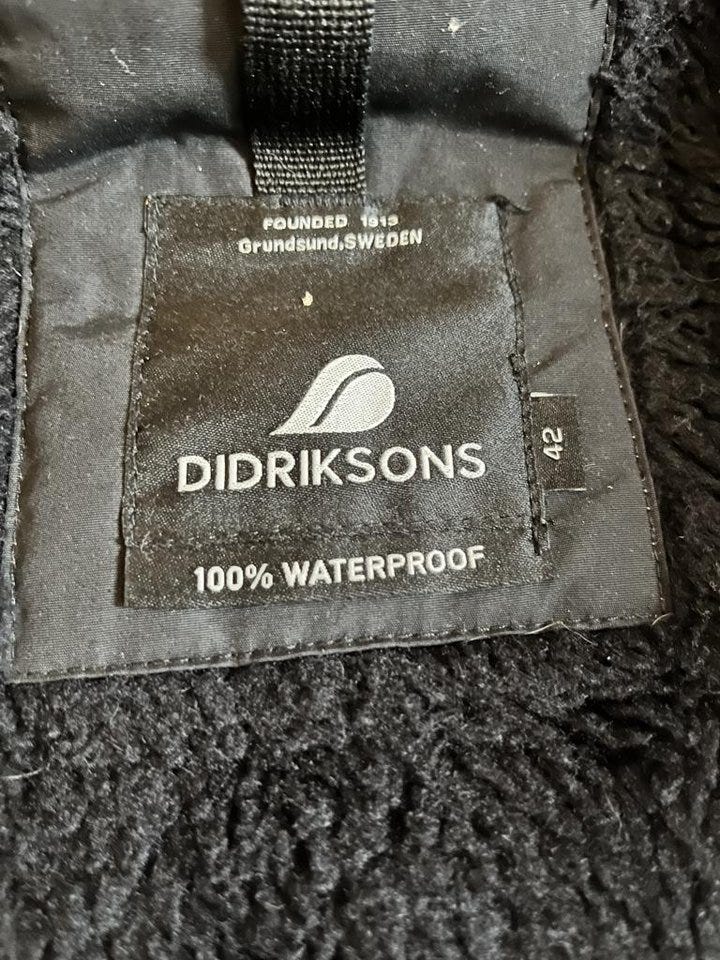 FOUNDED 1913
Grundsund,SWEDEN
DIDRIKSONS
42
100% WATERPROOF